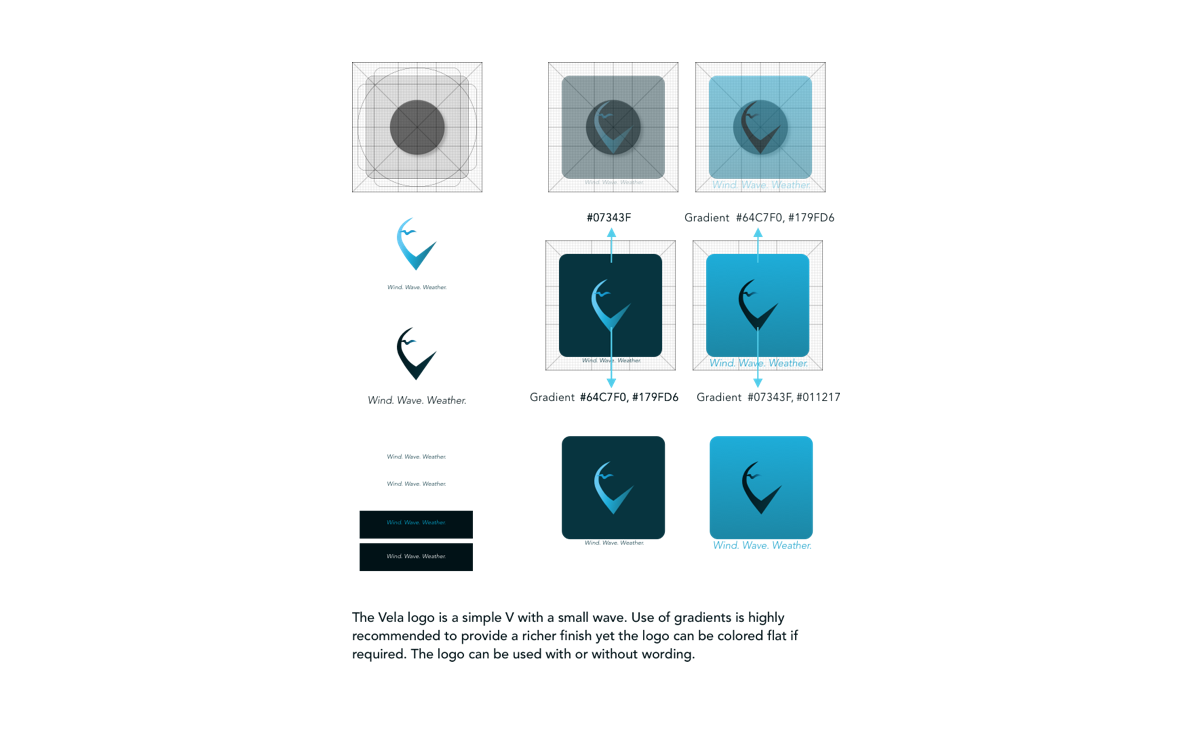 Wind. Wave. Weather.
Wind. Wave. Weather.
#07343F
Gradient #64C7F0, #179FD6
Wind. Wave. Weather.
Wind. Wave. Weather.
Wind. Wave. Weather.
Gradient #64C7F0, #179FD6
Gradient #07343F, #011217
Wind. Wave. Weather.
Wind. Wave. Weather.
Wind. Wave. Weather.
Wind. Wave. Weather.
Wind. Wave. Weather.
Wind. Wave. Weather.
Wind. Wave. Weather.
The Vela logo is a simple V with a small wave. Use of gradients is highly
recommended to provide a richer finish yet the logo can be colored flat if
required. The logo can be used with or without wording.